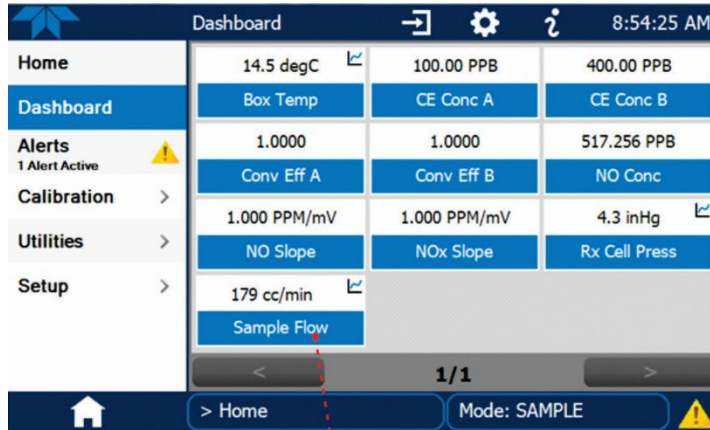 Dashboard
8:54:25 AM
Home
Dashboard
Alerts
1 Alert Active
Calibration >
Utilities >
Setup >
14.5 degC
Box Temp
100.00 PPB
CE Conc A
400.00 PPB
CE Conc B
1.0000
Conv Eff A
1.0000
Conv Eff B
517.256 PPB
NO Conc
1.000 PPM/mV
NO Slope
1.000 PPM/mV
NOx Slope
4.3 inHg
Rx Cell Press
179 cc/min
Sample Flow
< 1/1 >
> Home
Mode: SAMPLE